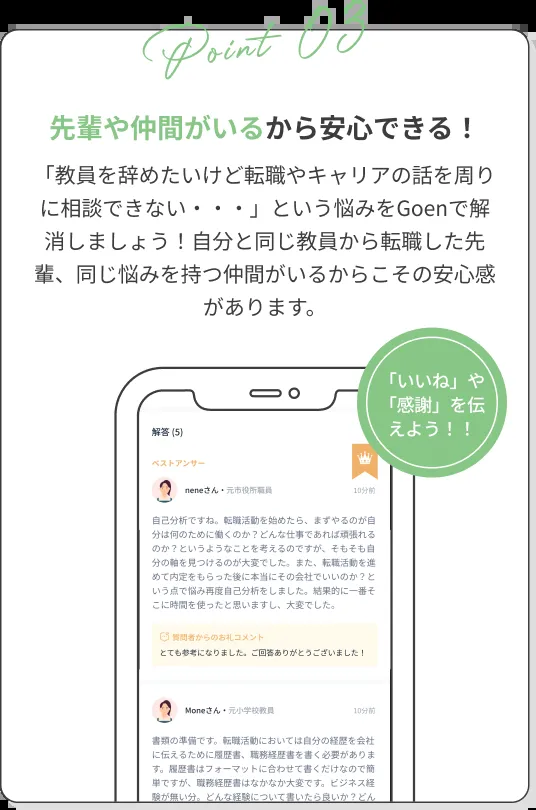 Point 03
先輩や仲間がいるから安心できる！
「教員を辞めたいけど転職やキャリアの話を周り
に相談できない・・・」という悩みをGoenで解
消しましょう！自分と同じ教員から転職した先
輩、同じ悩みを持つ仲間がいるからこその安心感
があります。
「いいね」や
「感謝」を伝
えよう！！
解答 (5)
ベストアンサー
neneさん・元市役所職員
10分前
自己分析ですね。転職活動を始めたら、まずやるのが自
分は何のために働くのか？どんな仕事であれば頑張れる
のか？というようなことを考えるのですが、そもそも自
分の軸を見つけるのが大変でした。また、転職活動を進
めて内定をもらった後に本当にその会社でいいのか？と
いう点で悩み再度自己分析をしました。結果的に一番そ
こに時間を使ったと思いますし、大変でした。
質問者からのお礼コメント
とても参考になりました。ご回答ありがとうございました！
Moneさん・元小学校教員
10分前
書類の準備です。転職活動においては自分の経歴を会社
に伝えるために履歴書、職務経歴書を書く必要がありま
す。履歴書はフォーマットに合わせて書くだけなので簡
単ですが、職務経歴書はなかなか大変です。ビジネス経
験が無い分、どんな経験について書いたら良いか？どん